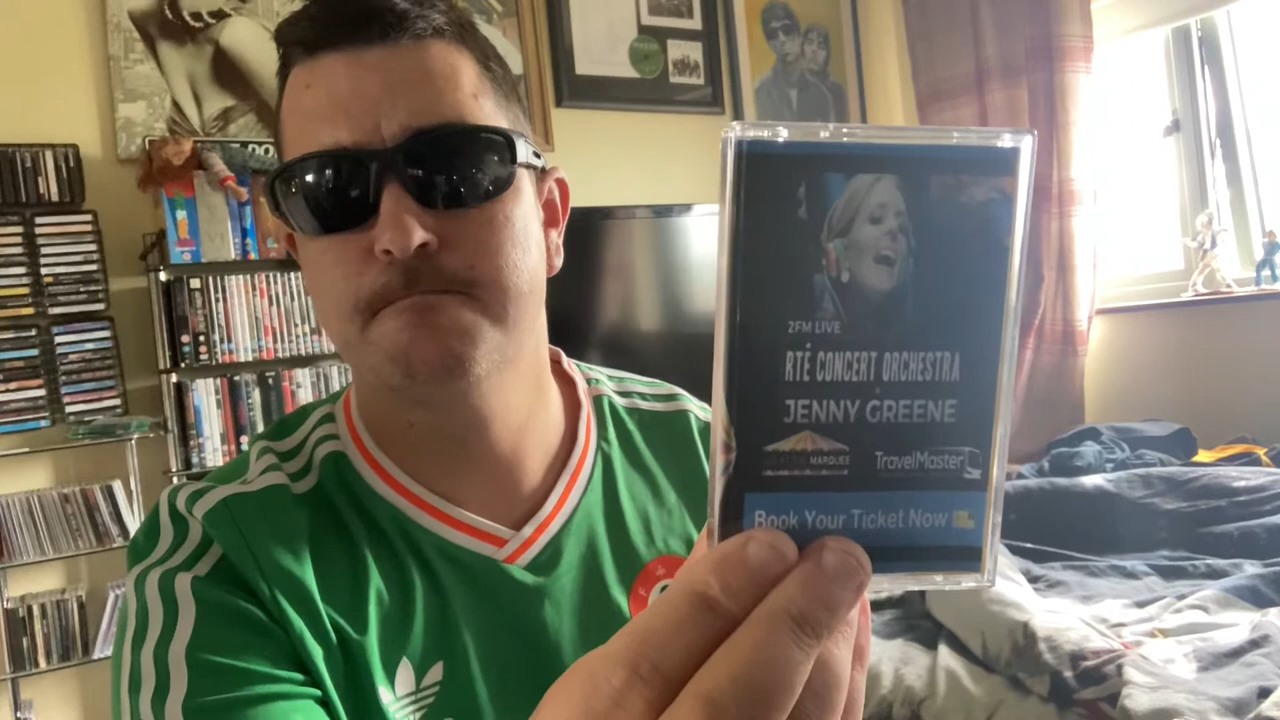 2FM LIVE
RTÉ CONCERT ORCHESTRA
JENNY GREENE
MARQUEE
TravelMaster
Book Your Ticket Now